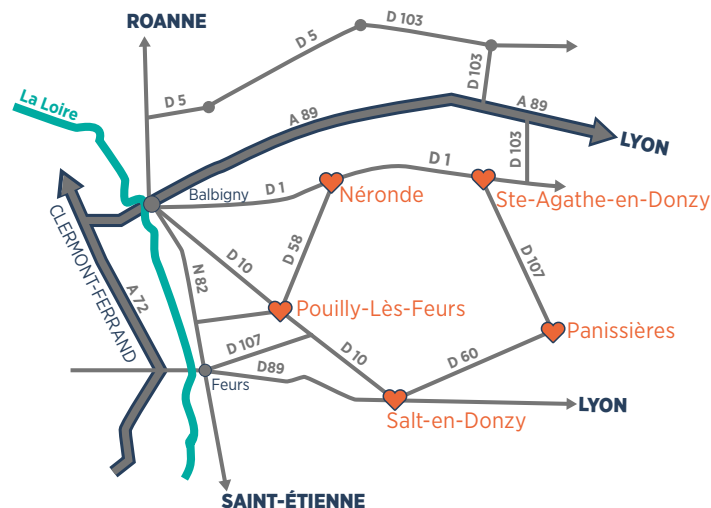 ROANNE
D 103
D 5
D 103
La Loire
D 5
A 89
A 89
LYON
D 103
D 1
D 1
Néronde
Ste-Agathe-en-Donzy
Balbigny
CLERMONT-FERRAND
D 58
D 10
D 107
N 82
A 72
Pouilly-Lès-Feurs
Panissières
D 107
D 10
D 60
D89
Feurs
LYON
Salt-en-Donzy
SAINT-ÉTIENNE